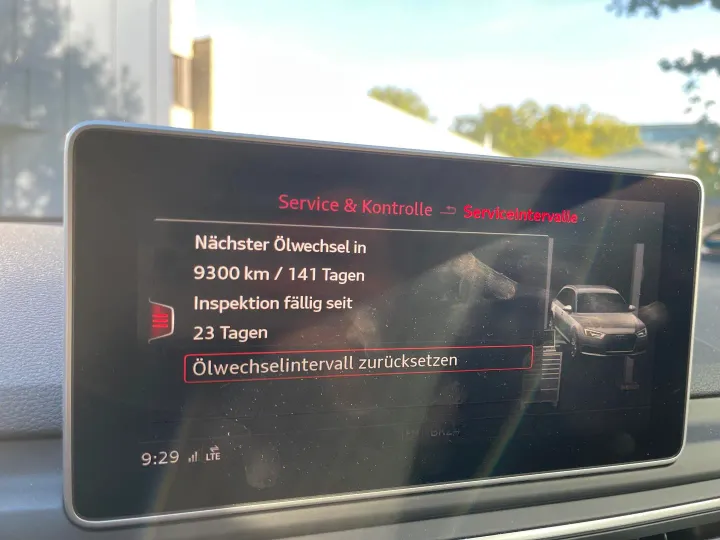 Service & Kontrolle Serviceintervalle
Nächster Ölwechsel in
9300 km / 141 Tagen
Inspektion fällig seit
23 Tagen
Ölwechselintervall zurücksetzen
9:29 LTE